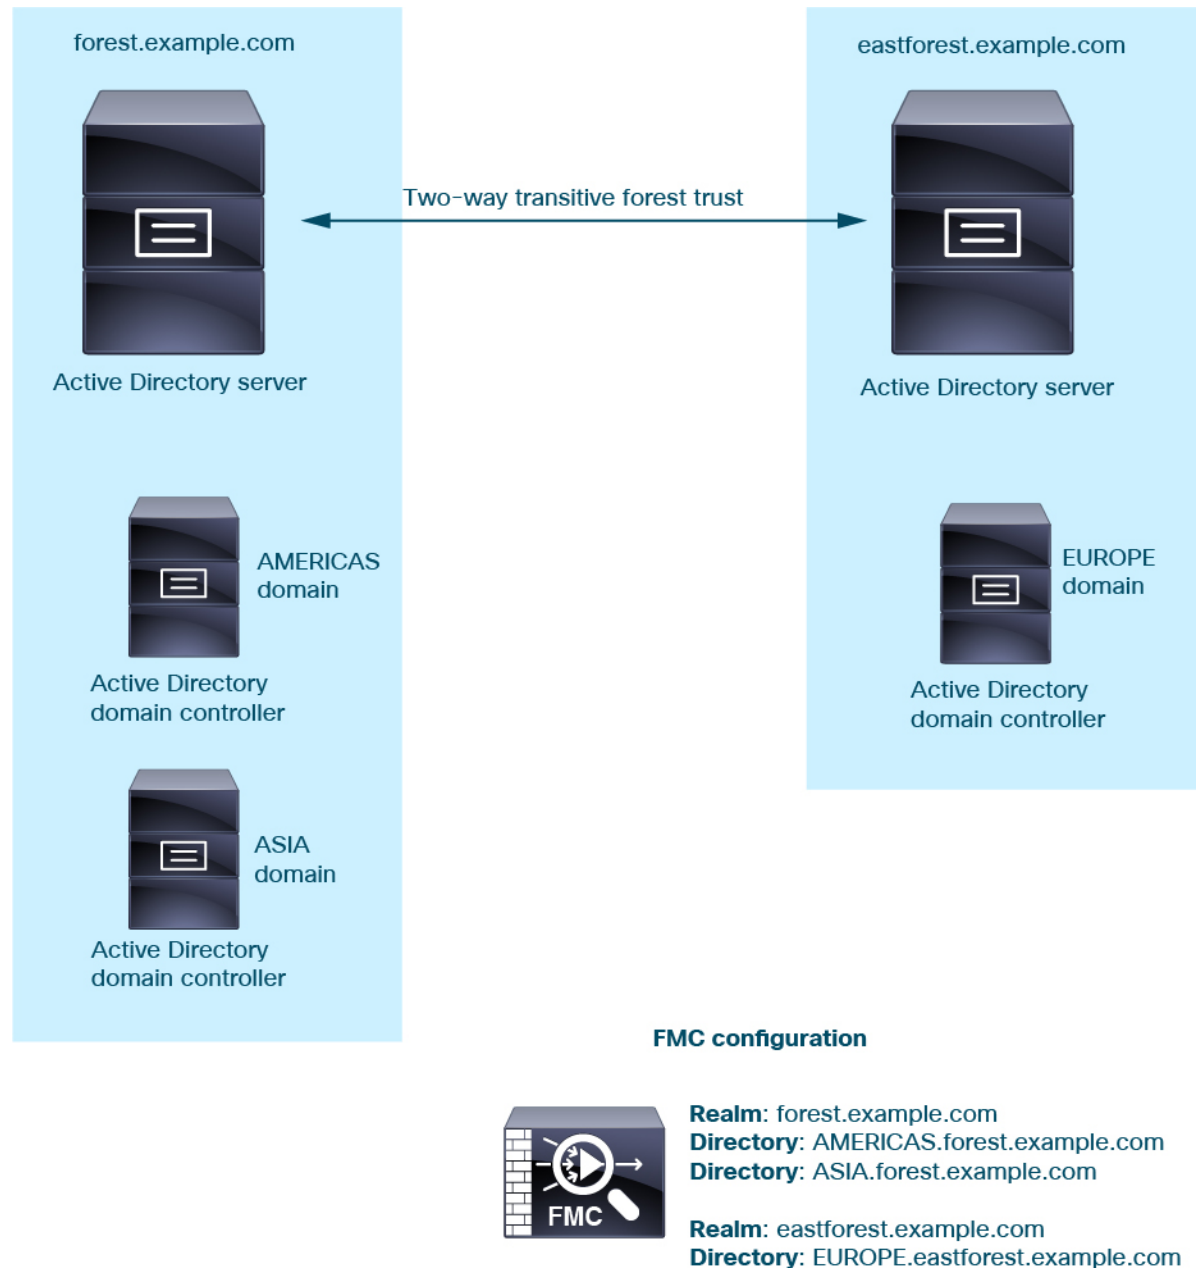 forest.example.com
eastforest.example.com
Two-way transitive forest trust
Active Directory server
Active Directory server
AMERICAS
domain
Active Directory
domain controller
EUROPE
domain
Active Directory
domain controller
ASIA
domain
Active Directory
domain controller
FMC configuration
FMC
Realm: forest.example.com
Directory: AMERICAS.forest.example.com
Directory: ASIA.forest.example.com
Realm: eastforest.example.com
Directory: EUROPE.eastforest.example.com